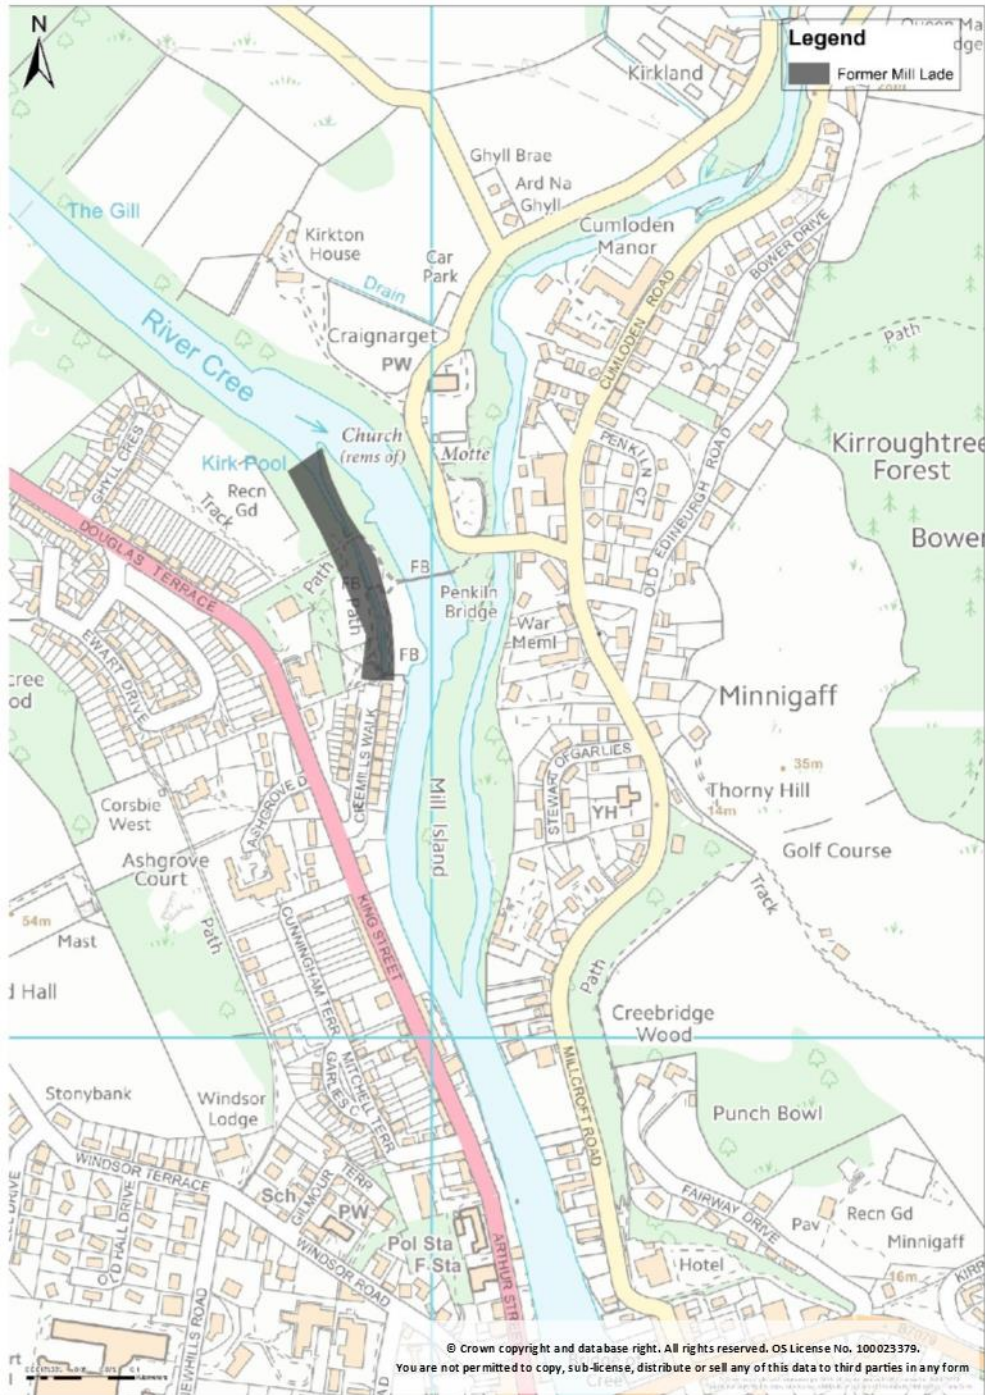 N
Legend
Former Mill Lade
Kirkland
Ghyll Brae
Ard Na
Ghyll
Cumloden
Manor
BOWER DRIVE
The Gill
Kirkton
House
Car
Park
Drain
CUMLODEN ROAD
River Cree
Craignarget
PW
Path
Church
(rems of)
Motte
Kirroughtree
Forest
Bower
GHYLL CRES
Kirk Pool
Recn
Gd
Track
PENKILN CT
OLD EDINBURGH ROAD
DOUGLAS TERRACE
Path
FB
FB
Path
Penkiln
Bridge
War
Meml
FB
EWART DRIVE
Minnigaff
CREEMILLS WALK
STEWART
OF GARLIES
35m
Thorny Hill
14m
YH
Mill Island
Corsbie
West
ASHGROVE
Ashgrove
Court
Golf Course
Track
54m
Mast
Path
KING STREET
CUNNINGHAM TERR
d Hall
Path
Creebridge
Wood
MITCHELL TERR
GARLIES
MILLCROFT ROAD
Stonybank
Windsor
Lodge
Punch Bowl
WINDSOR TERRACE
Sch
GILMOUR
TERR
PW
FAIRWAY DRIVE
Pav
Recn Gd
Minnigaff
Pol Sta
F Sta
WINDSOR ROAD
ARTHUR STR
Hotel
16m
KIRR
© Crown copyright and database right. All rights reserved. OS License No. 100023379.
You are not permitted to copy, sub-license, distribute or sell any of this data to third parties in any form
Cree